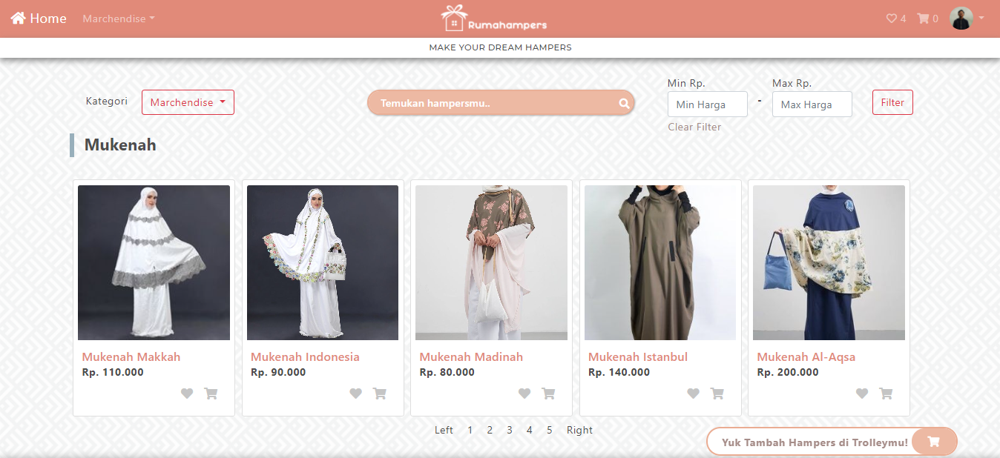 Home
Marchendise
Rumahampers
4
0
MAKE YOUR DREAM HAMPERS
Kategori
Marchendise
Temukan hampersmu..
Min Rp.
Min Harga
-
Max Rp.
Max Harga
Filter
Clear Filter
Mukenah
Mukenah Makkah
Rp. 110.000
Mukenah Indonesia
Rp. 90.000
Mukenah Madinah
Rp. 80.000
Mukenah Istanbul
Rp. 140.000
Mukenah Al-Aqsa
Rp. 200.000
Left 1 2 3 4 5 Right
Yuk Tambah Hampers di Trolleymu!